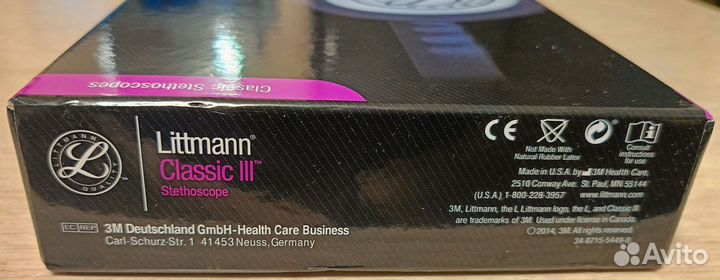 Classic Stethoscopes
LITTMANN
L
QUALITY
Littmann®
Classic III™
Stethoscope
EC REP
3M Deutschland GmbH-Health Care Business
Carl-Schurz-Str. 1 41453 Neuss, Germany
CE
Not Made With
Natural Rubber Latex
Consult
instructions
for use
Made in U.S.A. by 3M Health Care,
2510 Conway Ave. St. Paul, MN 55144
(U.S.A.) 1-800-228-3957 www.littmann.com
3M, Littmann, the L Littmann logo, the L, and Classic III
are trademarks of 3M. Used under license in Canada.
© 2014, 3M. All rights reserved.
34-8715-5449-6
Avito